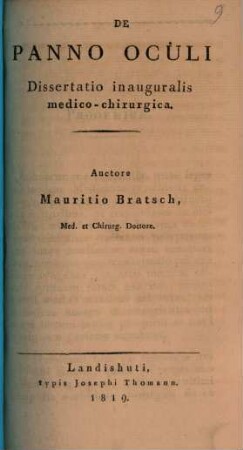 9
DE
PANNO OCULI
Dissertatio inauguralis
medico-chirurgica.
Auctore
Mauritio Bratsch,
Med. et Chirurg. Doctore.
Landishuti,
typis Josephi Thomann.
1819.